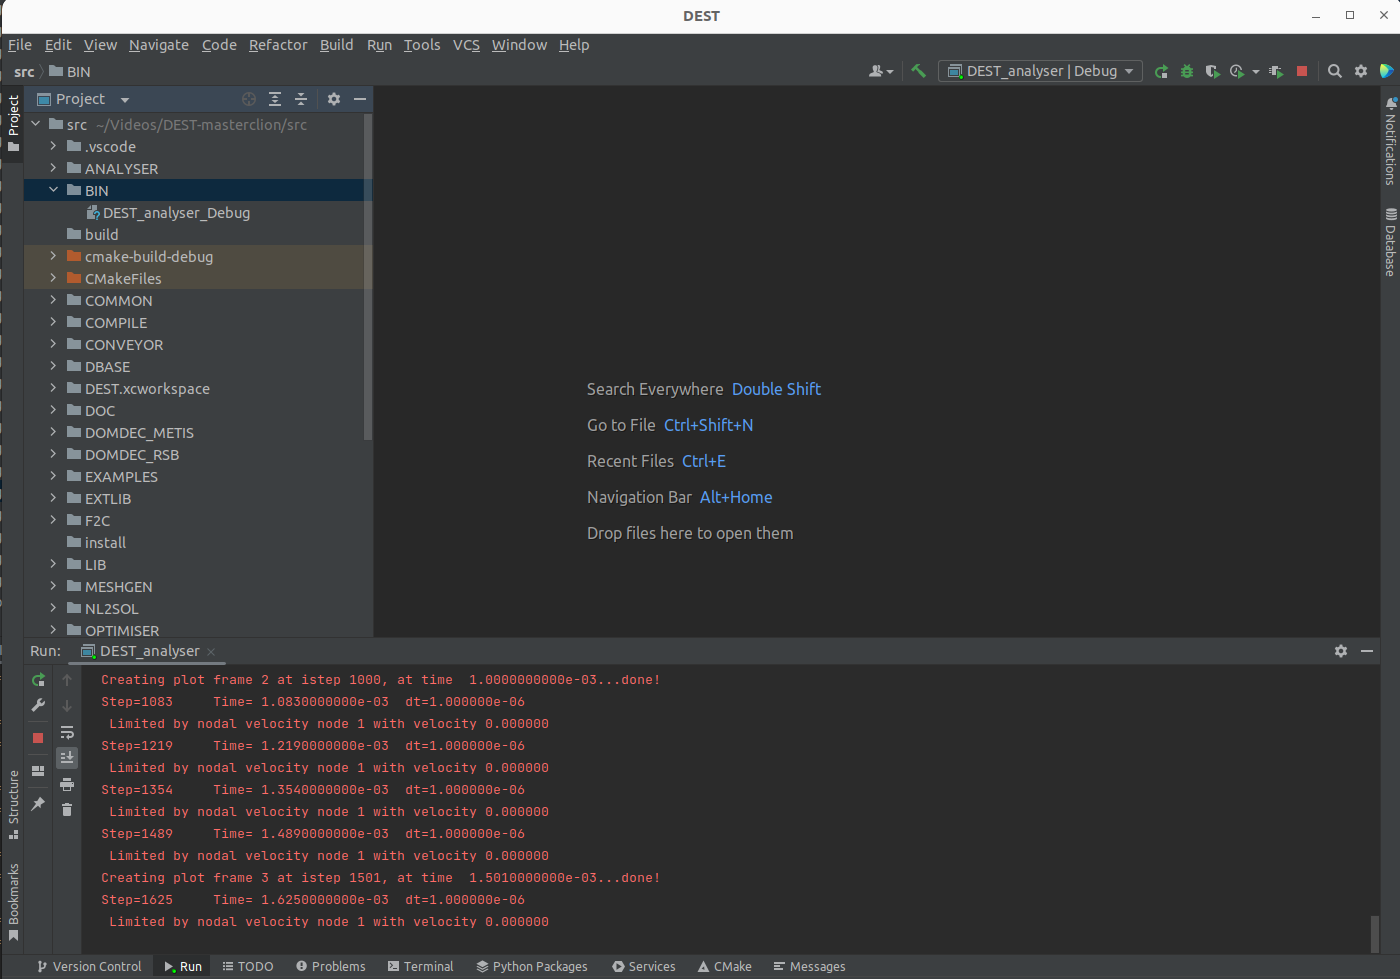 DEST
File Edit View Navigate Code Refactor Build Run Tools VCS Window Help
src BIN DEST_analyser | Debug
Project
Project
src ~/Videos/DEST-masterclion/src
.vscode
ANALYSER
BIN
DEST_analyser_Debug
build
cmake-build-debug
CMakeFiles
COMMON
COMPILE
CONVEYOR
DBASE
DEST.xcworkspace
DOC
DOMDEC_METIS
DOMDEC_RSB
EXAMPLES
EXTLIB
F2C
install
LIB
MESHGEN
NL2SOL
OPTIMISER
Search Everywhere Double Shift
Go to File Ctrl+Shift+N
Recent Files Ctrl+E
Navigation Bar Alt+Home
Drop files here to open them
Notifications
Database
Run: DEST_analyser
Creating plot frame 2 at istep 1000, at time  1.0000000000e-03...done!
Step=1083     Time= 1.0830000000e-03  dt=1.000000e-06
 Limited by nodal velocity node 1 with velocity 0.000000
Step=1219     Time= 1.2190000000e-03  dt=1.000000e-06
 Limited by nodal velocity node 1 with velocity 0.000000
Step=1354     Time= 1.3540000000e-03  dt=1.000000e-06
 Limited by nodal velocity node 1 with velocity 0.000000
Step=1489     Time= 1.4890000000e-03  dt=1.000000e-06
 Limited by nodal velocity node 1 with velocity 0.000000
Creating plot frame 3 at istep 1501, at time  1.5010000000e-03...done!
Step=1625     Time= 1.6250000000e-03  dt=1.000000e-06
 Limited by nodal velocity node 1 with velocity 0.000000
Structure
Bookmarks
Version Control Run TODO Problems Terminal Python Packages Services CMake Messages